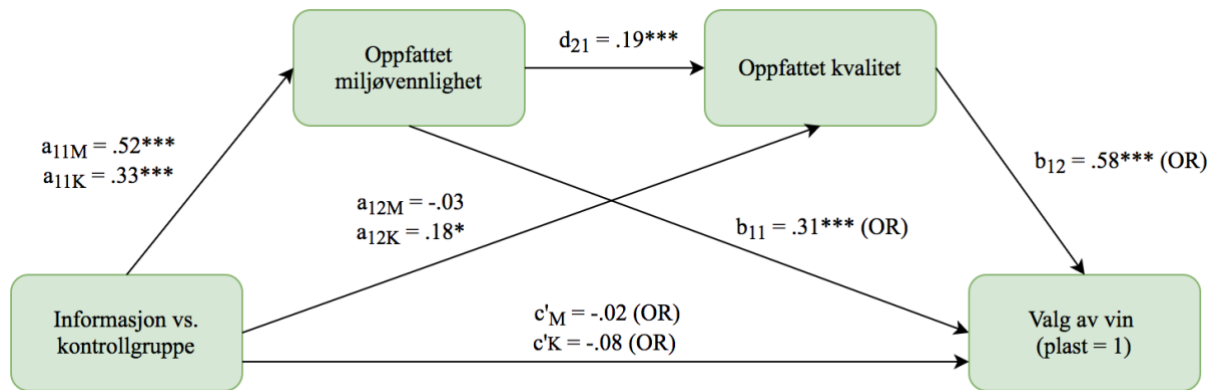 Oppfattet
miljøvennlighet
d21 = .19***
Oppfattet kvalitet
a11M = .52***
a11K = .33***
a12M = -.03
a12K = .18*
b11 = .31*** (OR)
b12 = .58*** (OR)
Informasjon vs.
kontrollgruppe
c'M = -.02 (OR)
c'K = -.08 (OR)
Valg av vin
(plast = 1)